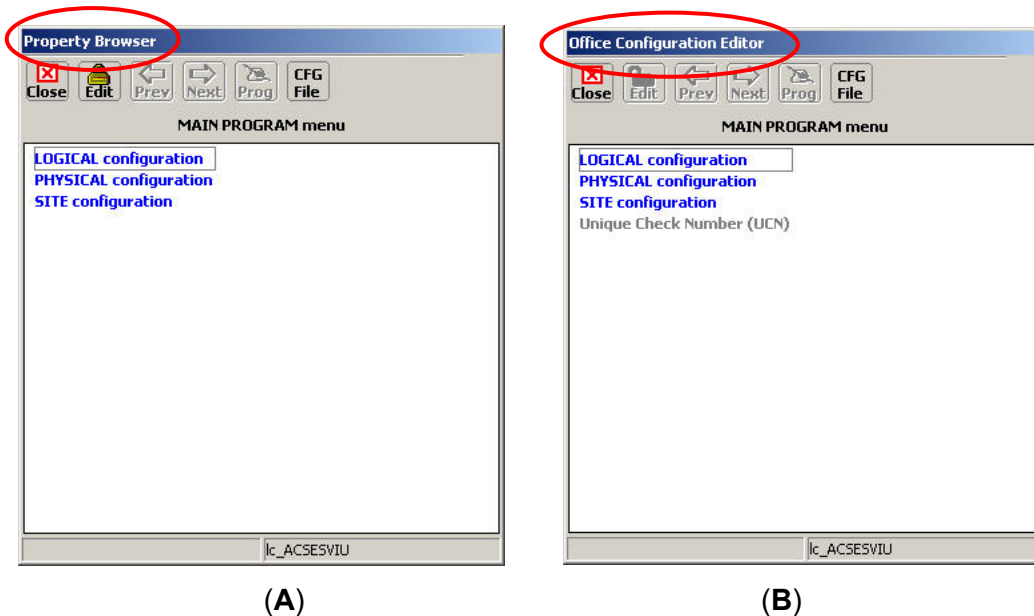 Property Browser
Close Edit Prev Next Prog CFG File
MAIN PROGRAM menu
LOGICAL configuration
PHYSICAL configuration
SITE configuration
lc_ACSESVIU
(A)
Office Configuration Editor
Close Edit Prev Next Prog CFG File
MAIN PROGRAM menu
LOGICAL configuration
PHYSICAL configuration
SITE configuration
Unique Check Number (UCN)
lc_ACSESVIU
(B)